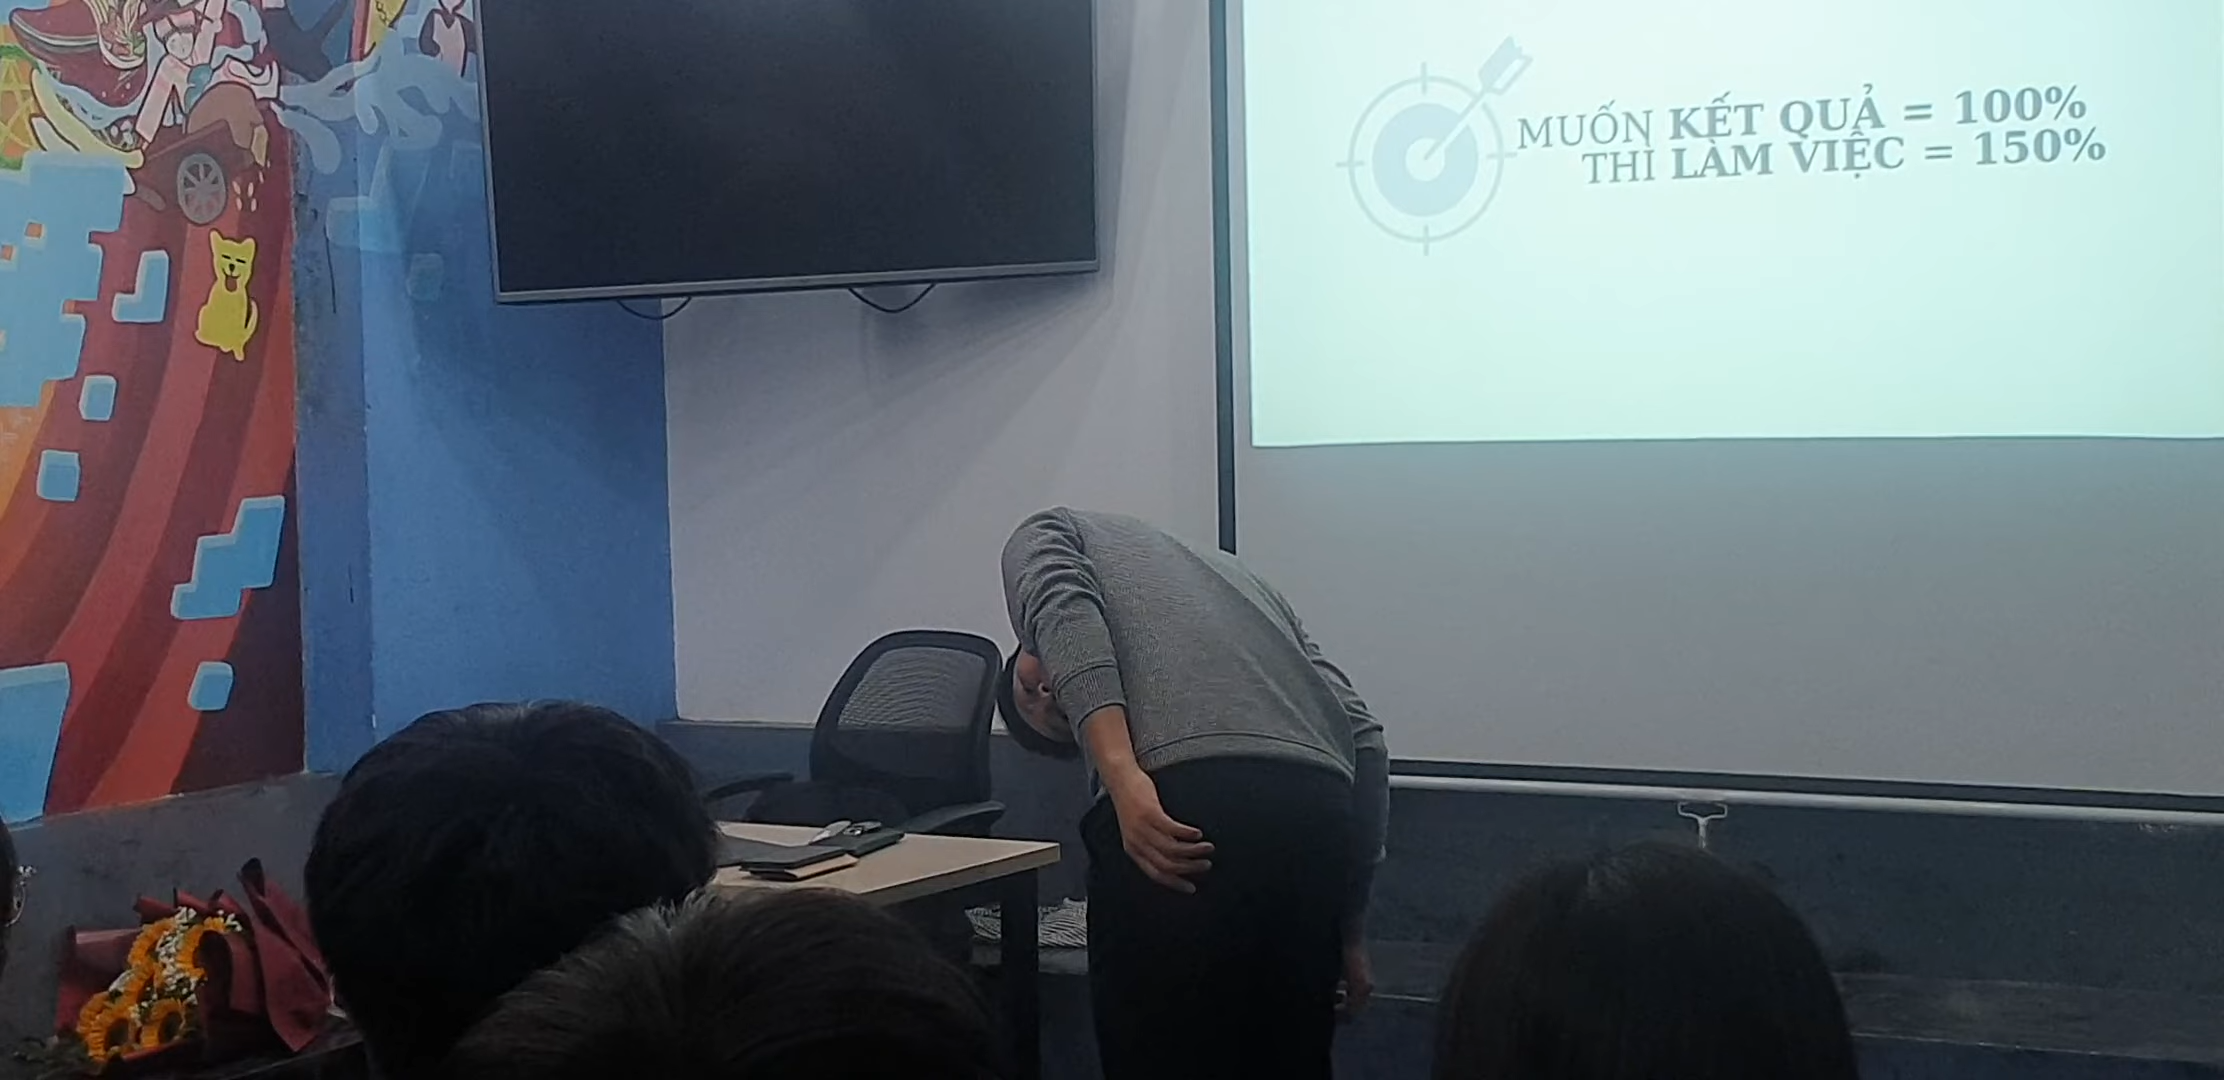 MUỐN KẾT QUẢ = 100%
THÌ LÀM VIỆC = 150%